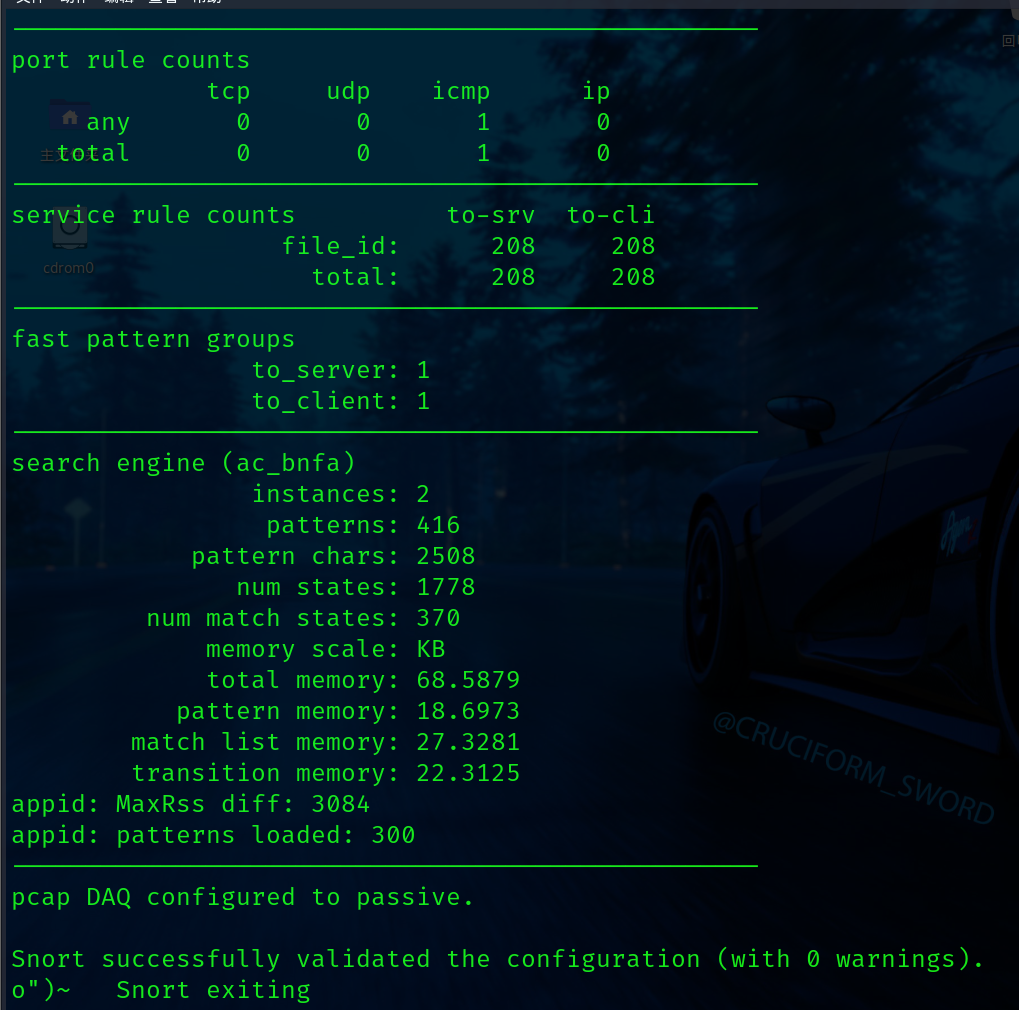 port rule counts
tcp udp icmp ip
any 0 0 1 0
total 0 0 1 0
service rule counts to-srv to-cli
file_id: 208 208
total: 208 208
fast pattern groups
to_server: 1
to_client: 1
search engine (ac_bnfa)
instances: 2
patterns: 416
pattern chars: 2508
num states: 1778
num match states: 370
memory scale: KB
total memory: 68.5879
pattern memory: 18.6973
match list memory: 27.3281
transition memory: 22.3125
appid: MaxRss diff: 3084
appid: patterns loaded: 300
pcap DAQ configured to passive.
Snort successfully validated the configuration (with 0 warnings).
o")~ Snort exiting
cdrom0
@CRUCIFORM_SWORD